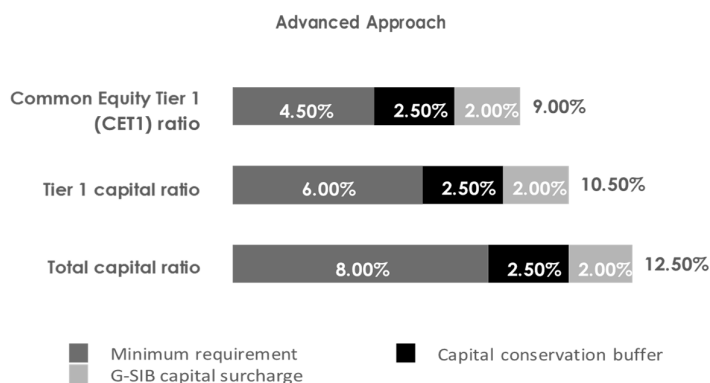 Advanced Approach
Common Equity Tier 1
(CET1) ratio
4.50% 2.50% 2.00% 9.00%
Tier 1 capital ratio
6.00% 2.50% 2.00% 10.50%
Total capital ratio
8.00% 2.50% 2.00% 12.50%
Minimum requirement
Capital conservation buffer
G-SIB capital surcharge